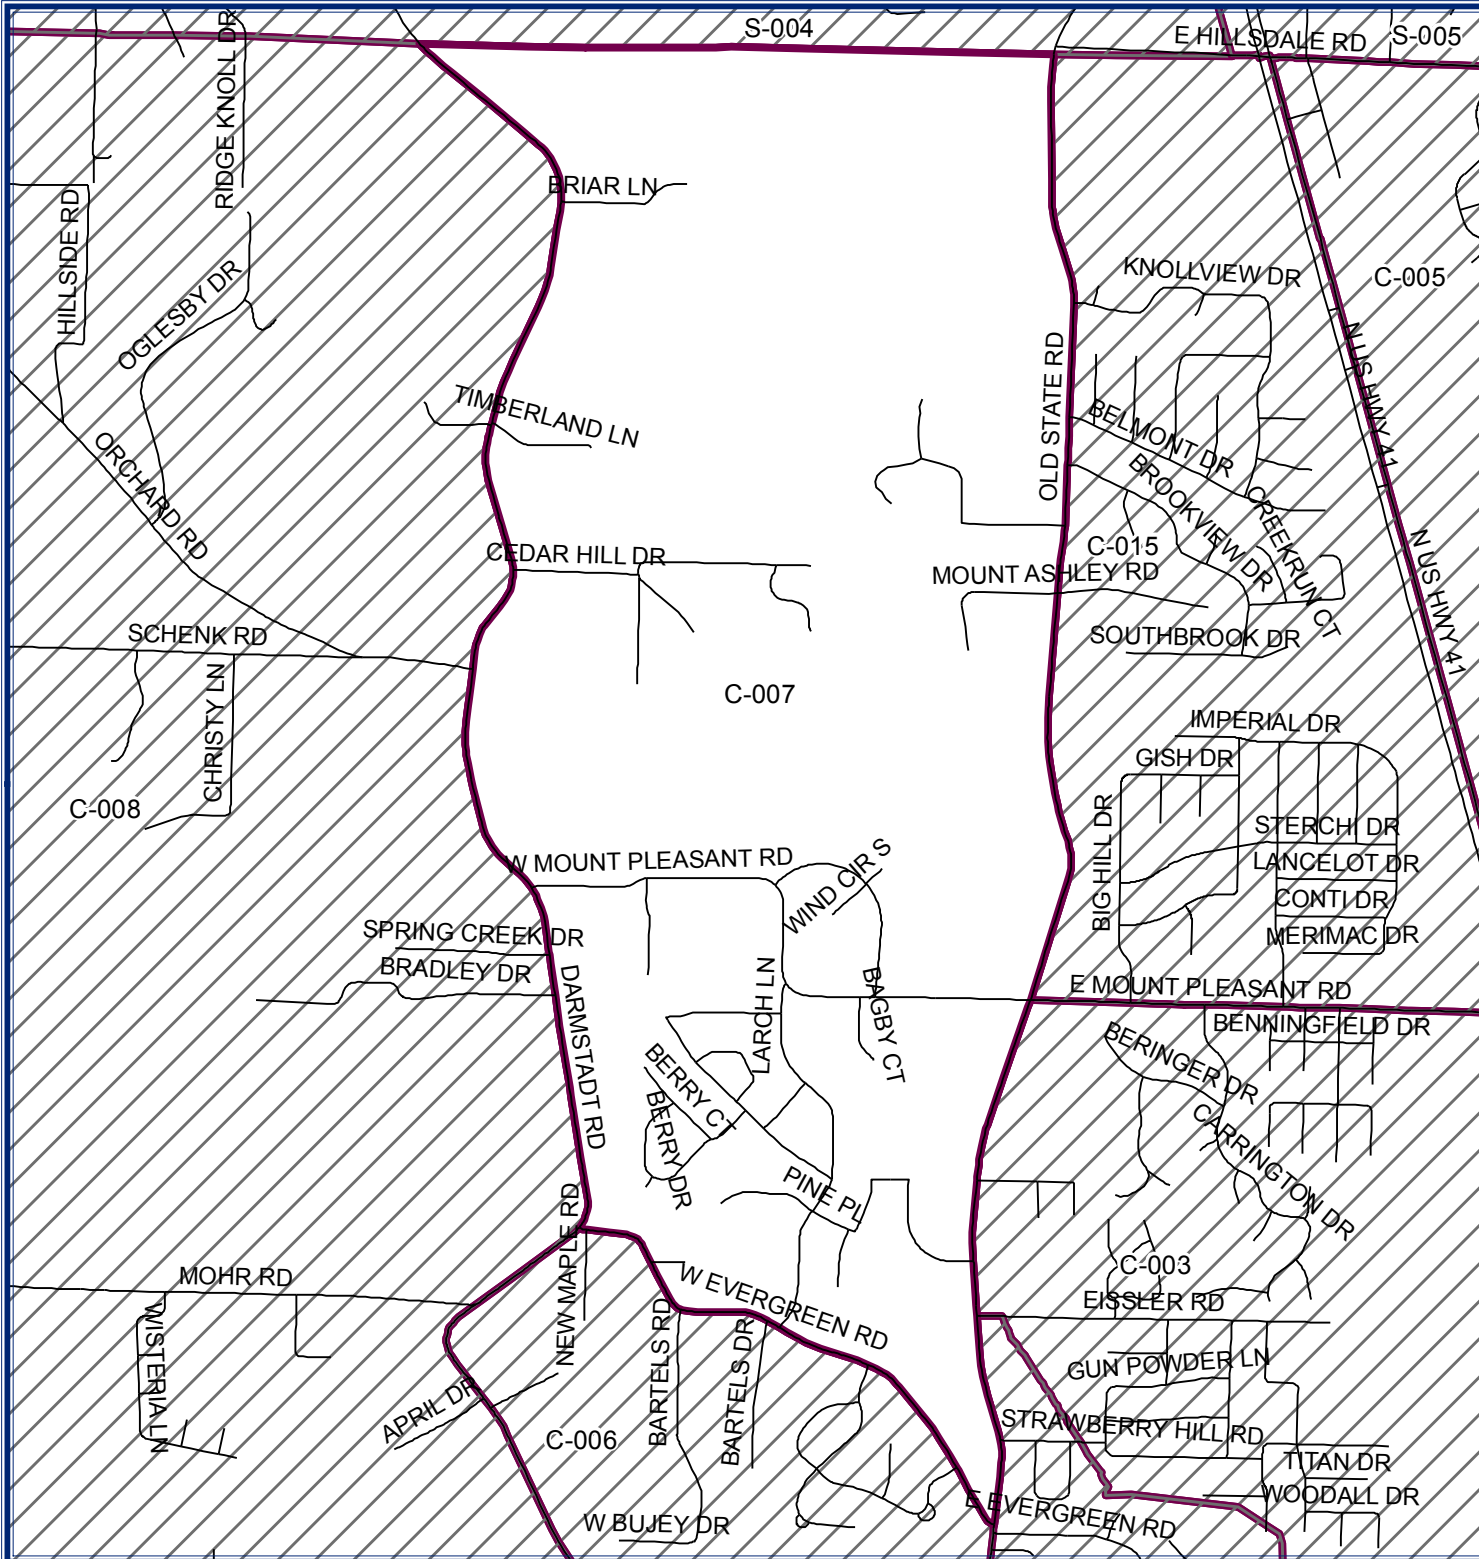 S-004
E HILLSDALE RD
S-005
RIDGE KNOLL DR
BRIAR LN
HILLSIDE RD
OGLESBY DR
KNOLLVIEW DR
C-005
N US HWY 41
OLD STATE RD
TIMBERLAND LN
BELMONT DR
ORCHARD RD
BROOKVIEW DR
CREEKRUN CT
C-015
N US HWY 41
CEDAR HILL DR
MOUNT ASHLEY RD
SCHENK RD
SOUTHBROOK DR
CHRISTY LN
C-007
IMPERIAL DR
GISH DR
C-008
BIG HILL DR
STERCHI DR
W MOUNT PLEASANT RD
WIND CIR S
LANCELOT DR
CONTI DR
SPRING CREEK DR
MERIMAC DR
BRADLEY DR
DARMSTADT RD
LARCH LN
BAGBY CT
E MOUNT PLEASANT RD
BENNINGFIELD DR
BERINGER DR
BERRY CT
BERRY DR
CARRINGTON DR
PINE PL
NEW MAPLE RD
C-003
MOHR RD
W EVERGREEN RD
EISSLER RD
WISTERIA LN
BARTELS RD
BARTELS DR
GUN POWDER LN
APRIL DR
C-006
STRAWBERRY HILL RD
TITAN DR
WOODALL DR
W BUJEY DR
E EVERGREEN RD